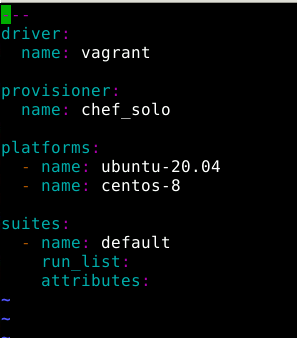 ---
driver:
  name: vagrant

provisioner:
  name: chef_solo

platforms:
  - name: ubuntu-20.04
  - name: centos-8

suites:
  - name: default
    run_list:
    attributes:
~
~
~